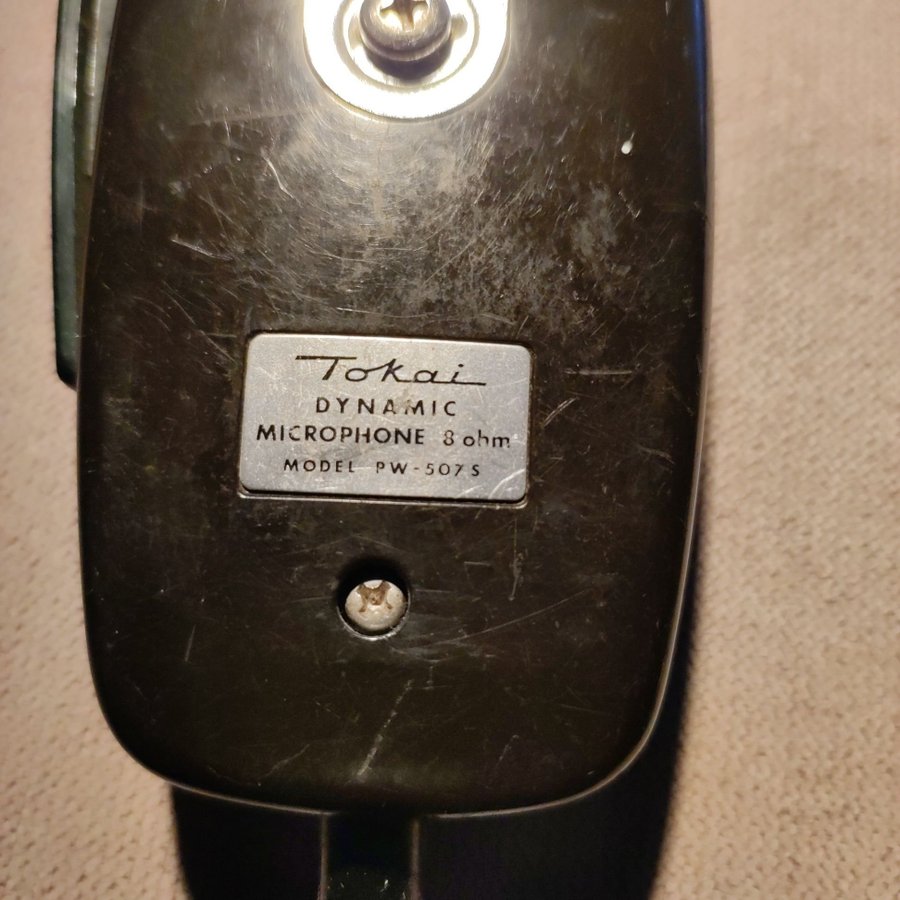 Tokai
DYNAMIC
MICROPHONE 8 ohm
MODEL PW-507S